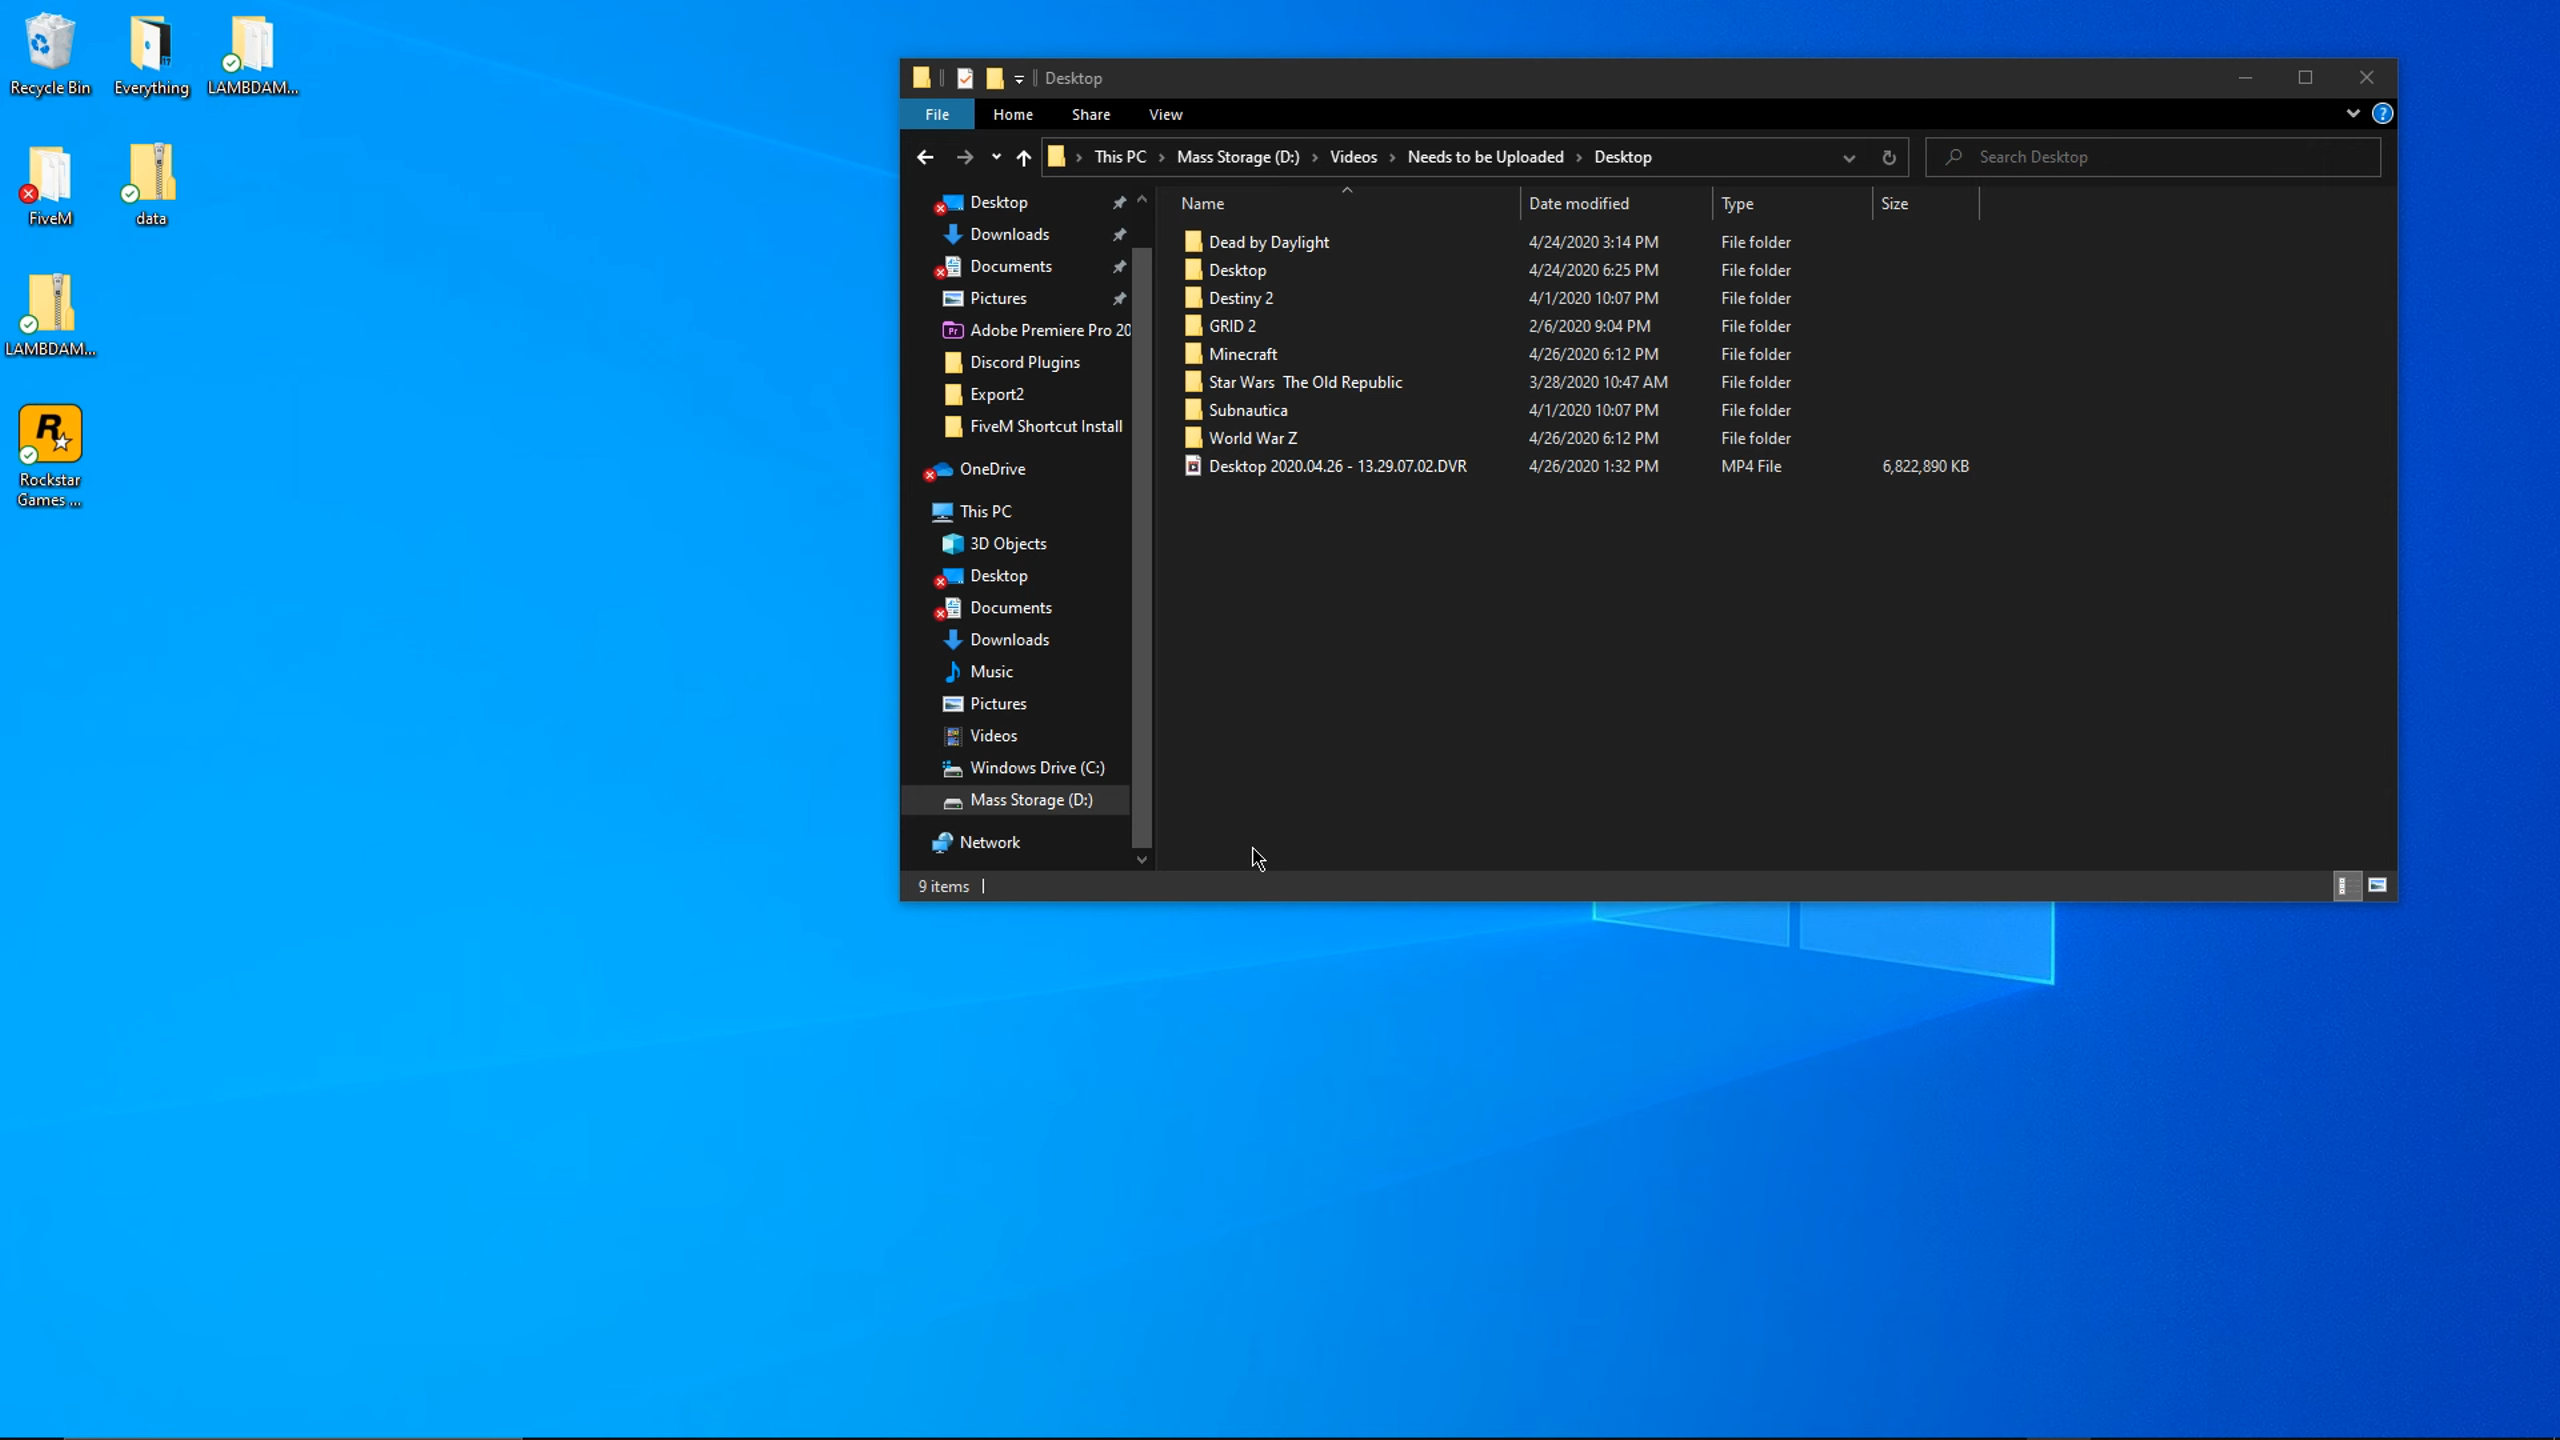 Recycle Bin
Everything
LAMBDAM...
FiveM
data
LAMBDAM...
Rockstar
Games ...
Desktop
File Home Share View
This PC > Mass Storage (D:) > Videos > Needs to be Uploaded > Desktop
Search Desktop
Desktop
Downloads
Documents
Pictures
Adobe Premiere Pro 20
Discord Plugins
Export2
FiveM Shortcut Install
OneDrive
This PC
3D Objects
Desktop
Documents
Downloads
Music
Pictures
Videos
Windows Drive (C:)
Mass Storage (D:)
Network
Name Date modified Type Size
Dead by Daylight 4/24/2020 3:14 PM File folder
Desktop 4/24/2020 6:25 PM File folder
Destiny 2 4/1/2020 10:07 PM File folder
GRID 2 2/6/2020 9:04 PM File folder
Minecraft 4/26/2020 6:12 PM File folder
Star Wars  The Old Republic 3/28/2020 10:47 AM File folder
Subnautica 4/1/2020 10:07 PM File folder
World War Z 4/26/2020 6:12 PM File folder
Desktop 2020.04.26 - 13.29.07.02.DVR 4/26/2020 1:32 PM MP4 File 6,822,890 KB
9 items